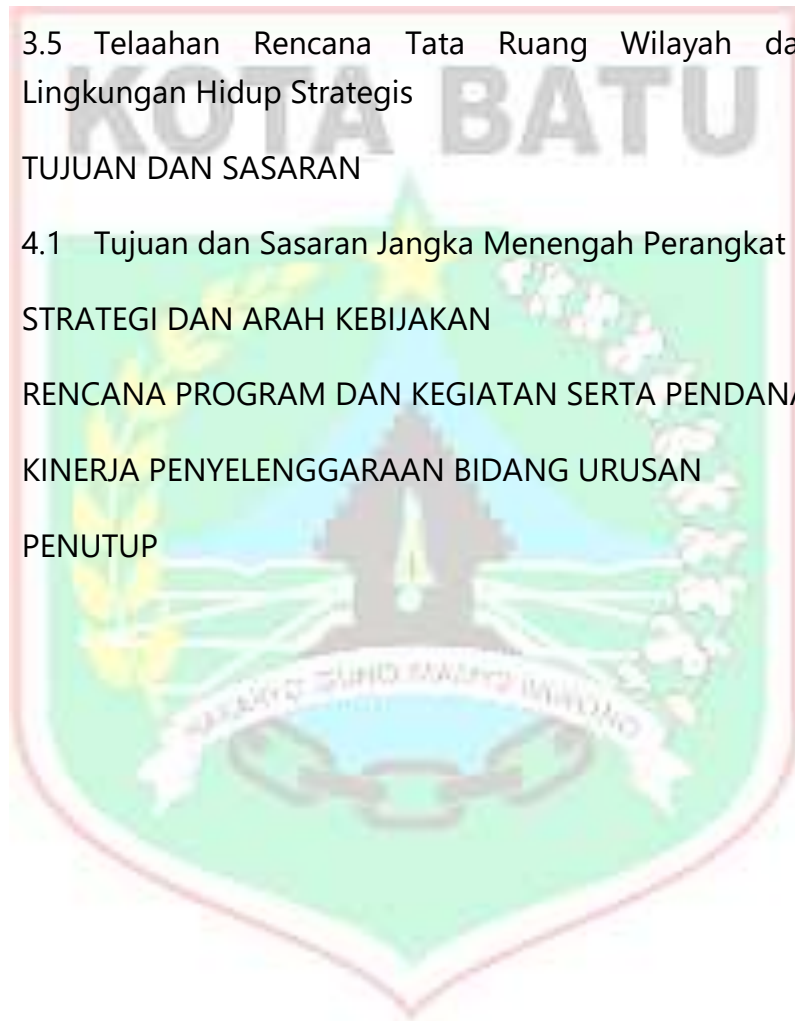 3.5 Telaahan Rencana Tata Ruang Wilayah da
Lingkungan Hidup Strategis
KOTA BATU
TUJUAN DAN SASARAN
4.1 Tujuan dan Sasaran Jangka Menengah Perangkat
STRATEGI DAN ARAH KEBIJAKAN
RENCANA PROGRAM DAN KEGIATAN SERTA PENDANA
KINERJA PENYELENGGARAAN BIDANG URUSAN
PENUTUP